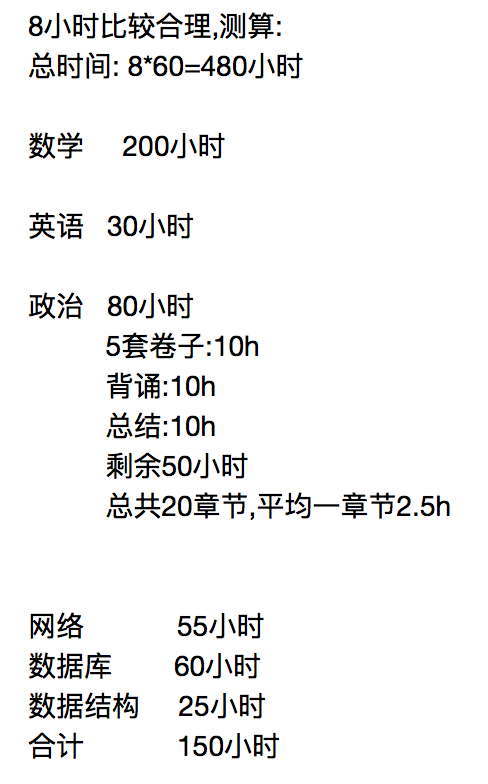 8小时比较合理,测算:
总时间: 8*60=480小时
数学 200小时
英语 30小时
政治 80小时
5套卷子:10h
背诵:10h
总结:10h
剩余50小时
总共20章节,平均一章节2.5h
网络 55小时
数据库 60小时
数据结构 25小时
合计 150小时